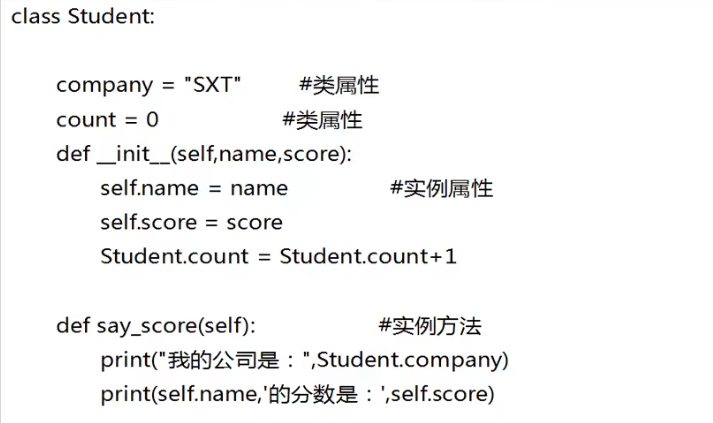 class Student:
company = "SXT" #类属性
count = 0 #类属性
def __init__(self,name,score):
self.name = name #实例属性
self.score = score
Student.count = Student.count+1
def say_score(self): #实例方法
print("我的公司是：",Student.company)
print(self.name,'的分数是：',self.score)